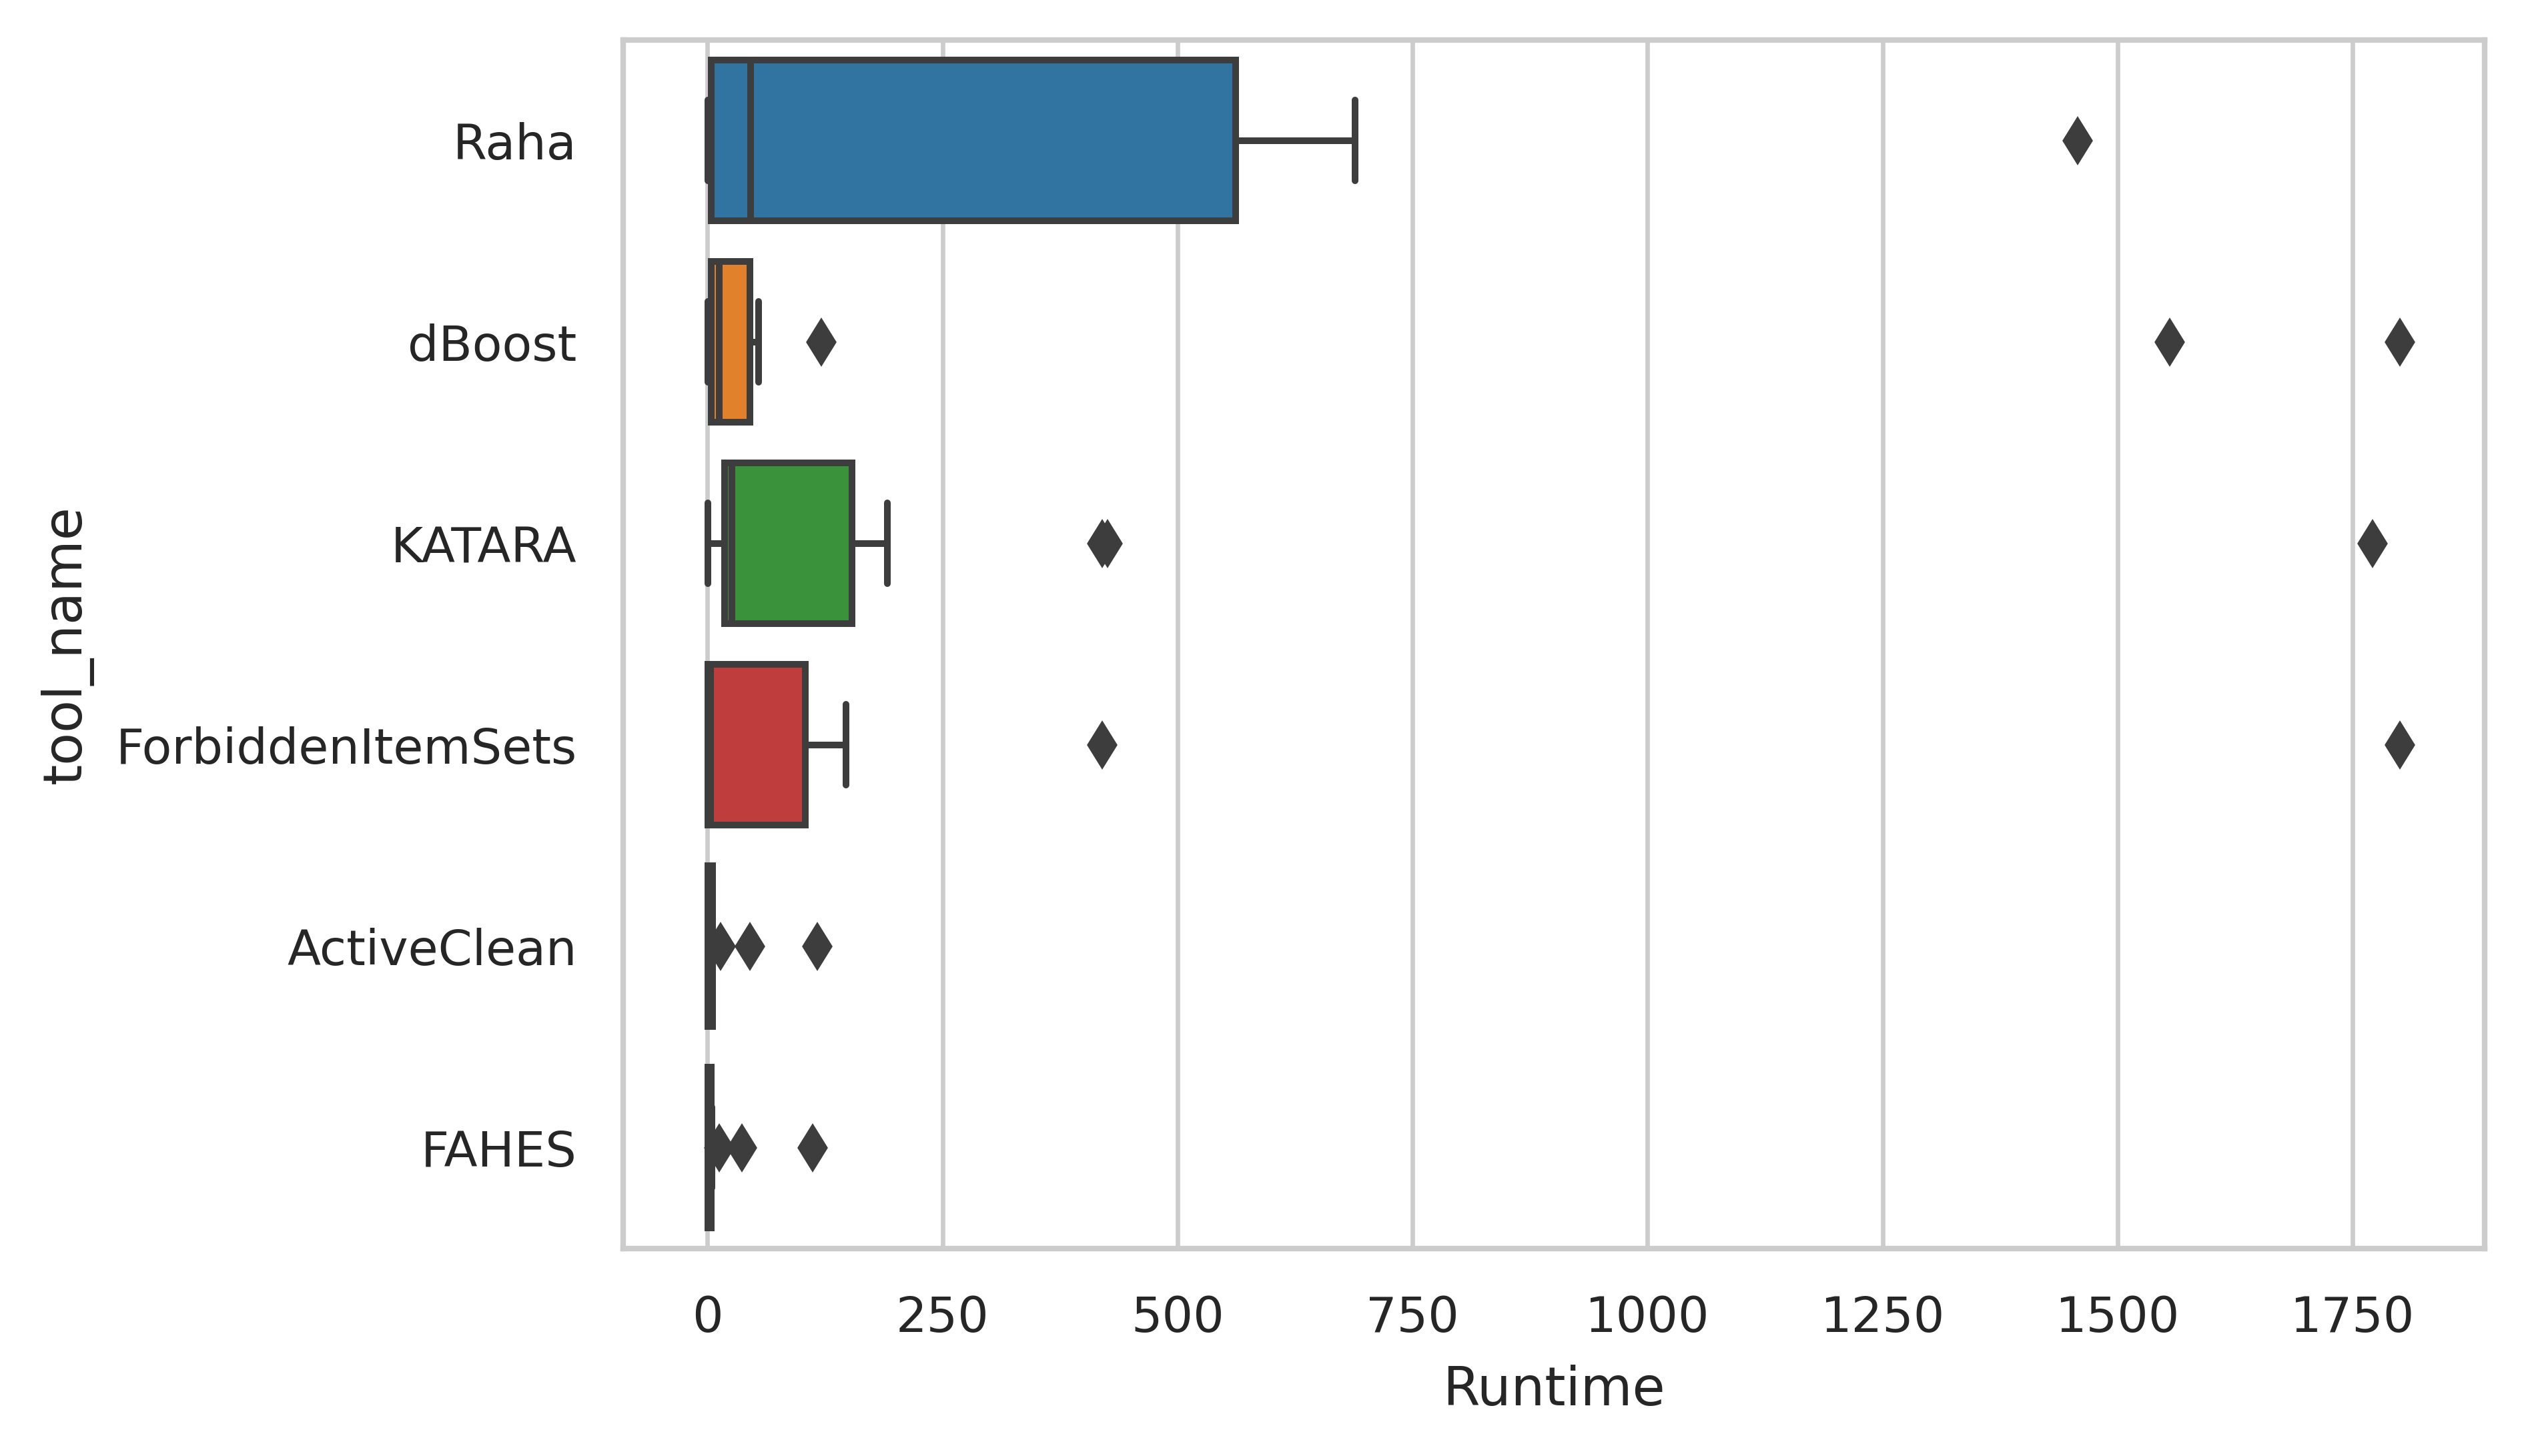 Raha
dBoost
KATARA
ForbiddenItemSets
ActiveClean
FAHES
tool_name
0 250 500 750 1000 1250 1500 1750
Runtime